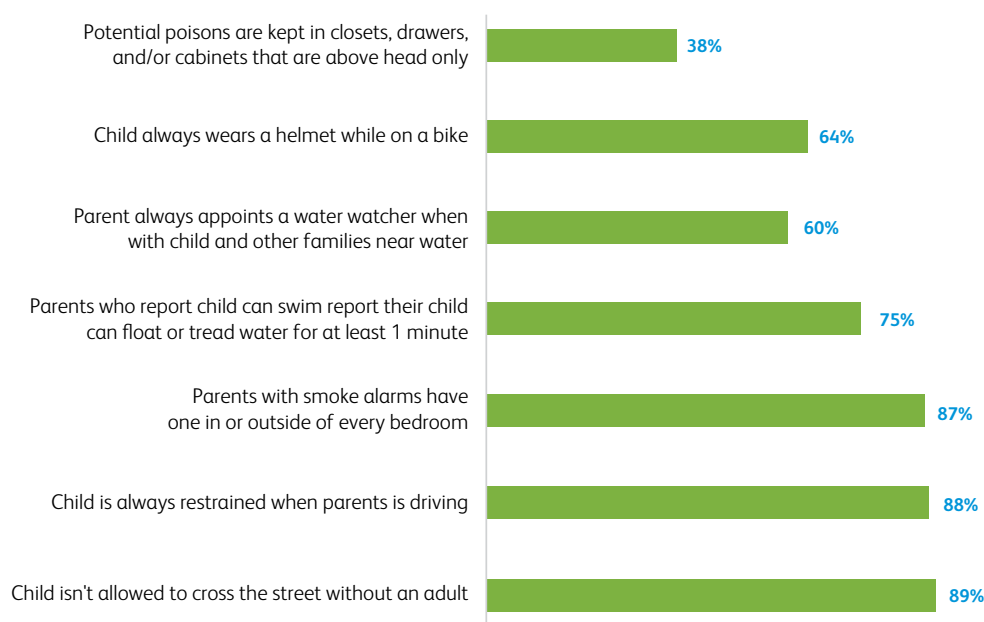 Potential poisons are kept in closets, drawers,
and/or cabinets that are above head only
38%
Child always wears a helmet while on a bike
64%
Parent always appoints a water watcher when
with child and other families near water
60%
Parents who report child can swim report their child
can float or tread water for at least 1 minute
75%
Parents with smoke alarms have
one in or outside of every bedroom
87%
Child is always restrained when parents is driving
88%
Child isn't allowed to cross the street without an adult
89%